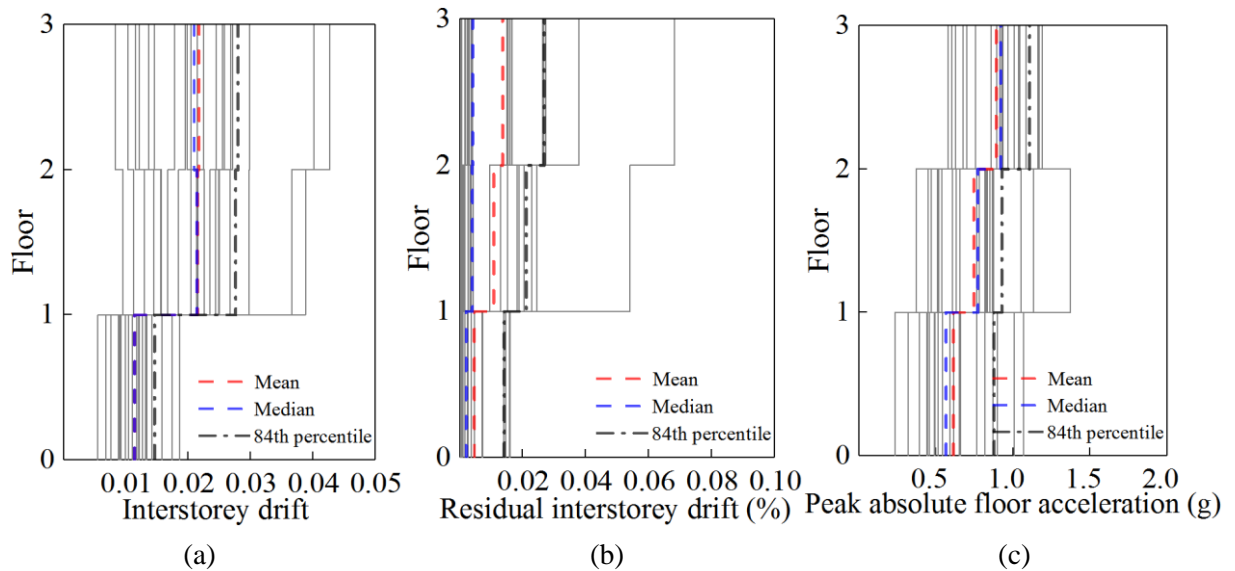 3
2
1
0
Floor
Mean
Median
84th percentile
0.01 0.02 0.03 0.04 0.05
Interstorey drift
(a)
3
2
1
0
Floor
Mean
Median
84th percentile
0.02 0.04 0.06 0.08 0.10
Residual interstorey drift (%)
(b)
3
2
1
0
Floor
Mean
Median
84th percentile
0.5 1.0 1.5 2.0
Peak absolute floor acceleration (g)
(c)